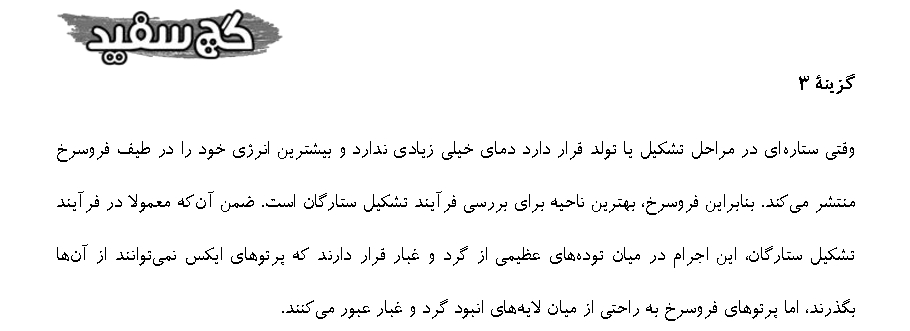 گچ سفید
گزینهٔ ۳
وقتی ستاره‌ای در مراحل تشکیل یا تولد قرار دارد دمای خیلی زیادی ندارد و بیشترین انرژی خود را در طیف فروسرخ
منتشر می‌کند. بنابراین فروسرخ، بهترین ناحیه برای بررسی فرآیند تشکیل ستارگان است. ضمن آن‌که معمولا در فرآیند
تشکیل ستارگان، این اجرام در میان توده‌های عظیمی از گرد و غبار قرار دارند که پرتوهای ایکس نمی‌توانند از آن‌ها
بگذرند، اما پرتوهای فروسرخ به راحتی از میان لایه‌های انبود گرد و غبار عبور می‌کنند.